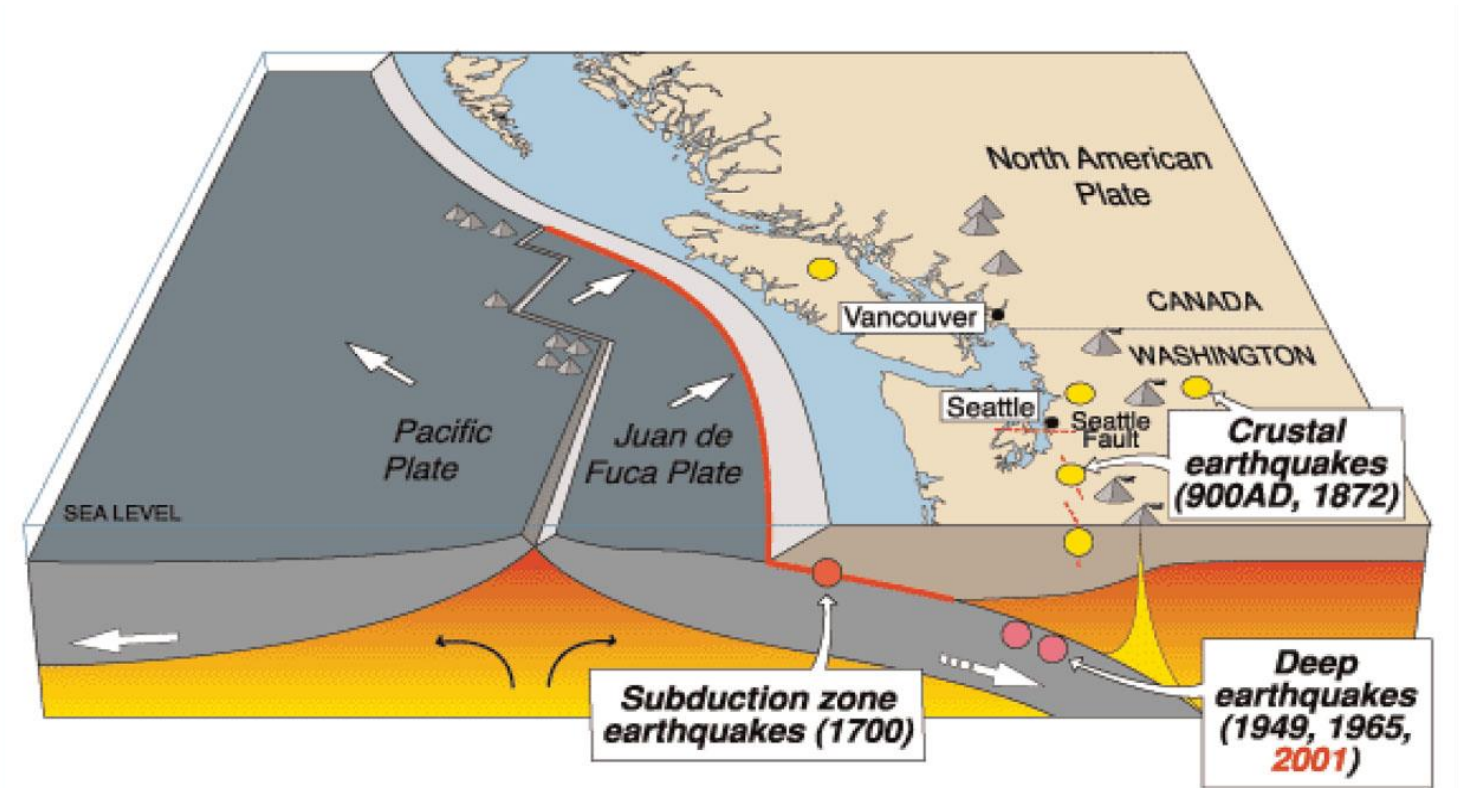 North American
Plate
CANADA
Vancouver
WASHINGTON
Seattle
Seattle
Fault
Crustal
earthquakes
(900AD, 1872)
Pacific
Plate
Juan de
Fuca Plate
SEA LEVEL
Subduction zone
earthquakes (1700)
Deep
earthquakes
(1949, 1965,
2001)